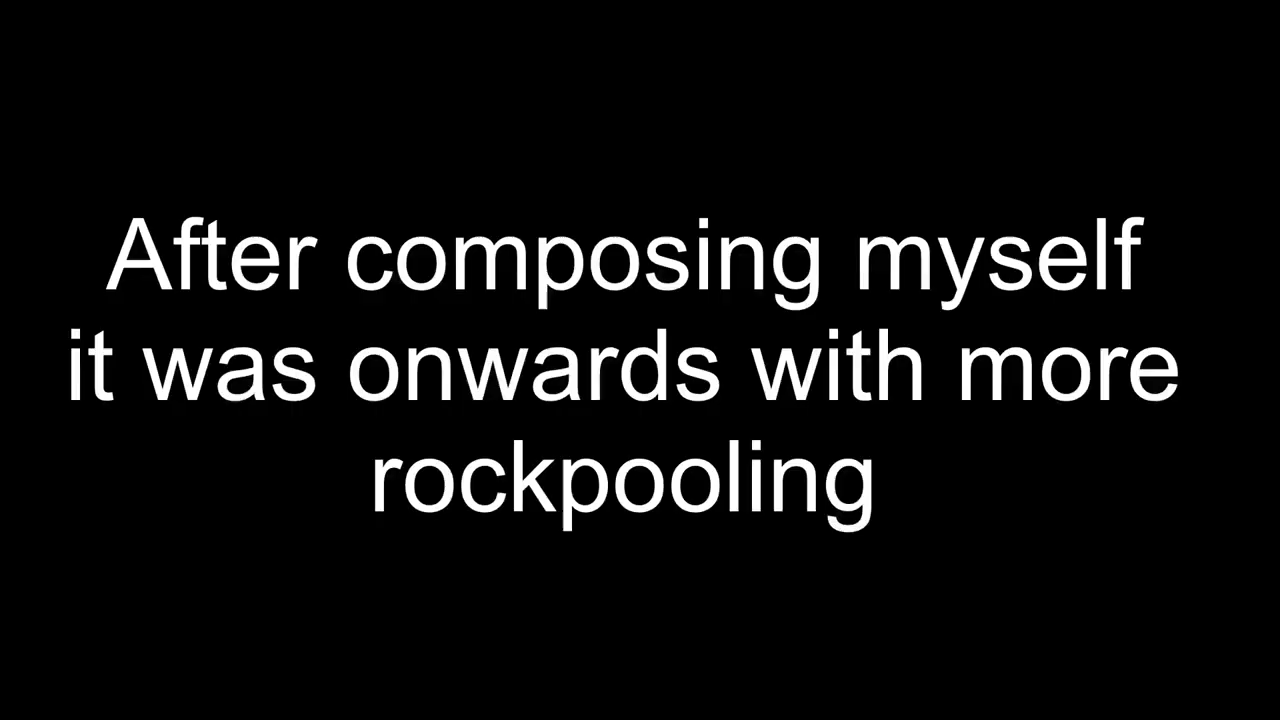 After composing myself
it was onwards with more
rockpooling